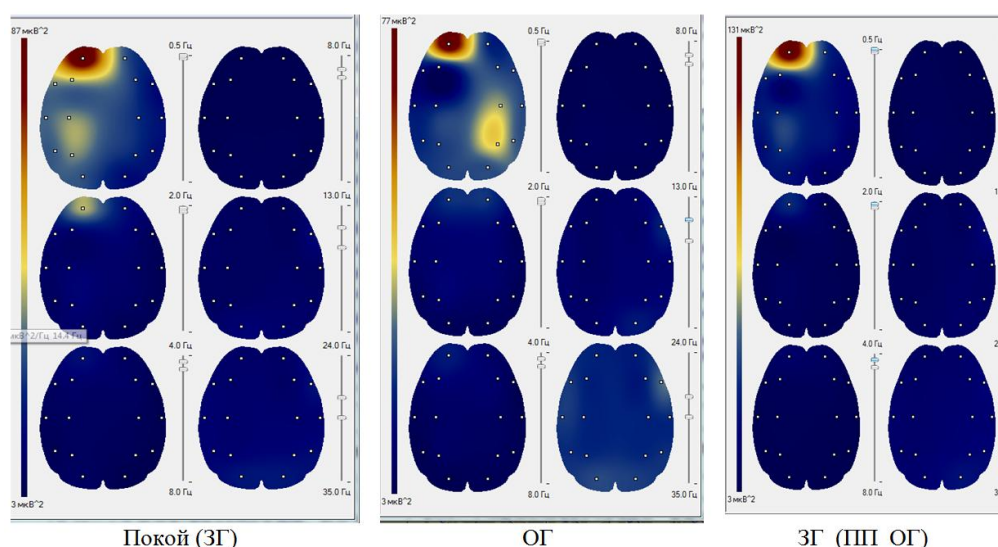 87 мкВ^2
0.5 Гц
8.0 Гц
2.0 Гц
13.0 Гц
мкВ^2/Гц 14.4 Гц
4.0 Гц
24.0 Гц
3 мкВ^2
8.0 Гц
35.0 Гц
Покой (ЗГ)
77 мкВ^2
0.5 Гц
8.0 Гц
2.0 Гц
13.0 Гц
4.0 Гц
24.0 Гц
3 мкВ^2
8.0 Гц
35.0 Гц
ОГ
131 мкВ^2
0.5 Гц
2.0 Гц
4.0 Гц
3 мкВ^2
8.0 Гц
ЗГ (ПП ОГ)